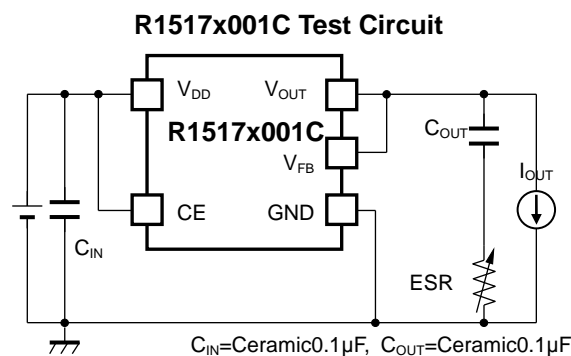 R1517x001C Test Circuit
VDD VOUT
R1517x001C
VFB
COUT
IOUT
CE GND
CIN
ESR
CIN=Ceramic0.1μF, COUT=Ceramic0.1μF